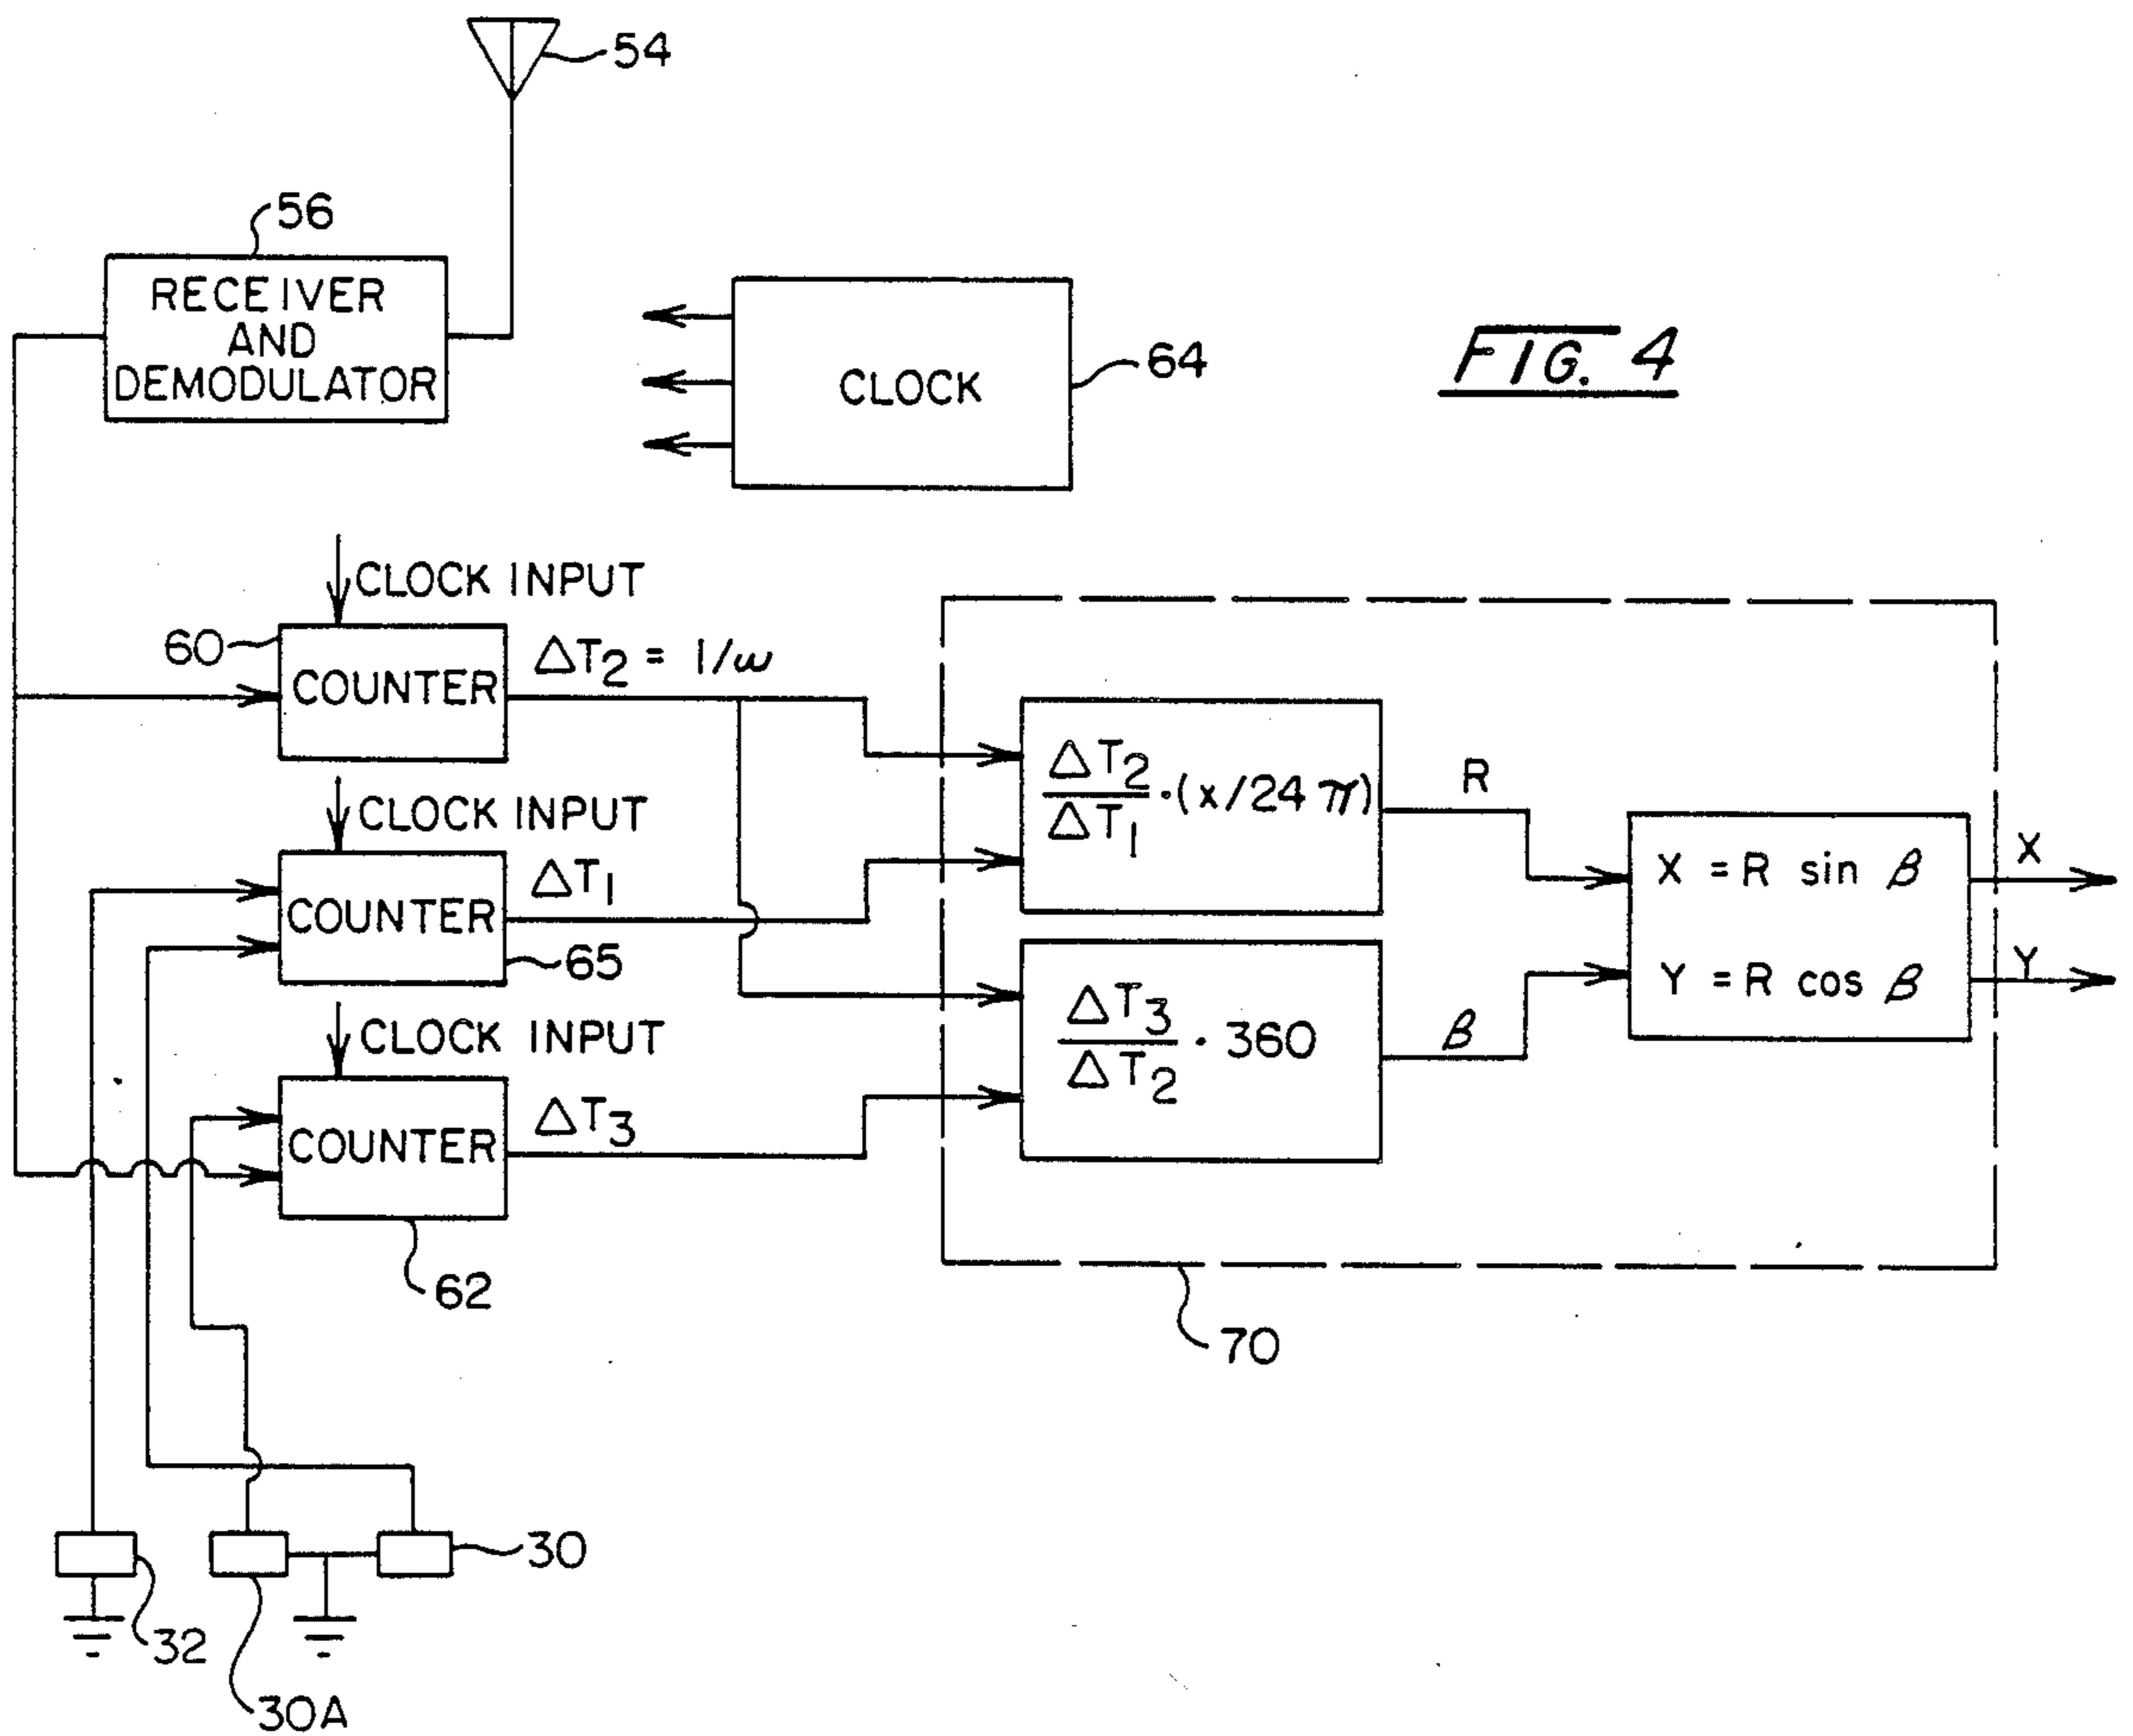 54
56
RECEIVER
AND
DEMODULATOR
CLOCK
64
FIG. 4
CLOCK INPUT
60
COUNTER
ΔT2 = 1/ω
CLOCK INPUT
COUNTER
ΔT1
65
CLOCK INPUT
COUNTER
ΔT3
62
ΔT2
ΔT1
·(x/24 π)
R
ΔT3
ΔT2
· 360
β
X = R sin β
Y = R cos β
X
Y
70
32
30A
30